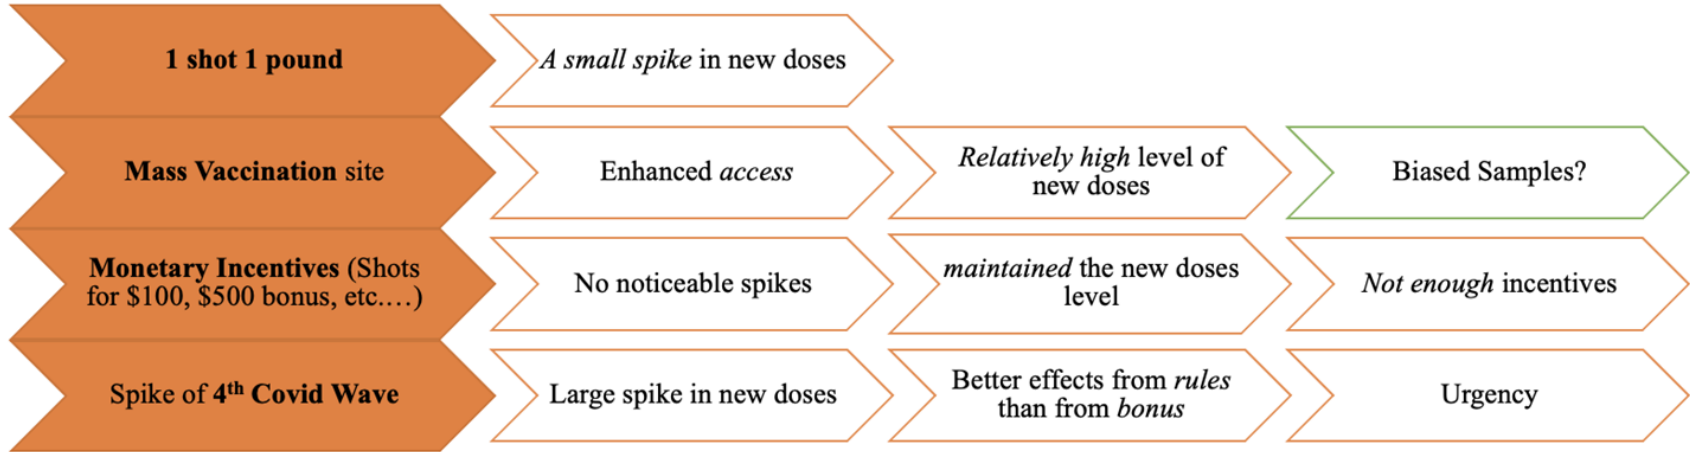 1 shot 1 pound
A small spike in new doses
Mass Vaccination site
Enhanced access
Relatively high level of
new doses
Biased Samples?
Monetary Incentives (Shots
for $100, $500 bonus, etc.…)
No noticeable spikes
maintained the new doses
level
Not enough incentives
Spike of 4th Covid Wave
Large spike in new doses
Better effects from rules
than from bonus
Urgency